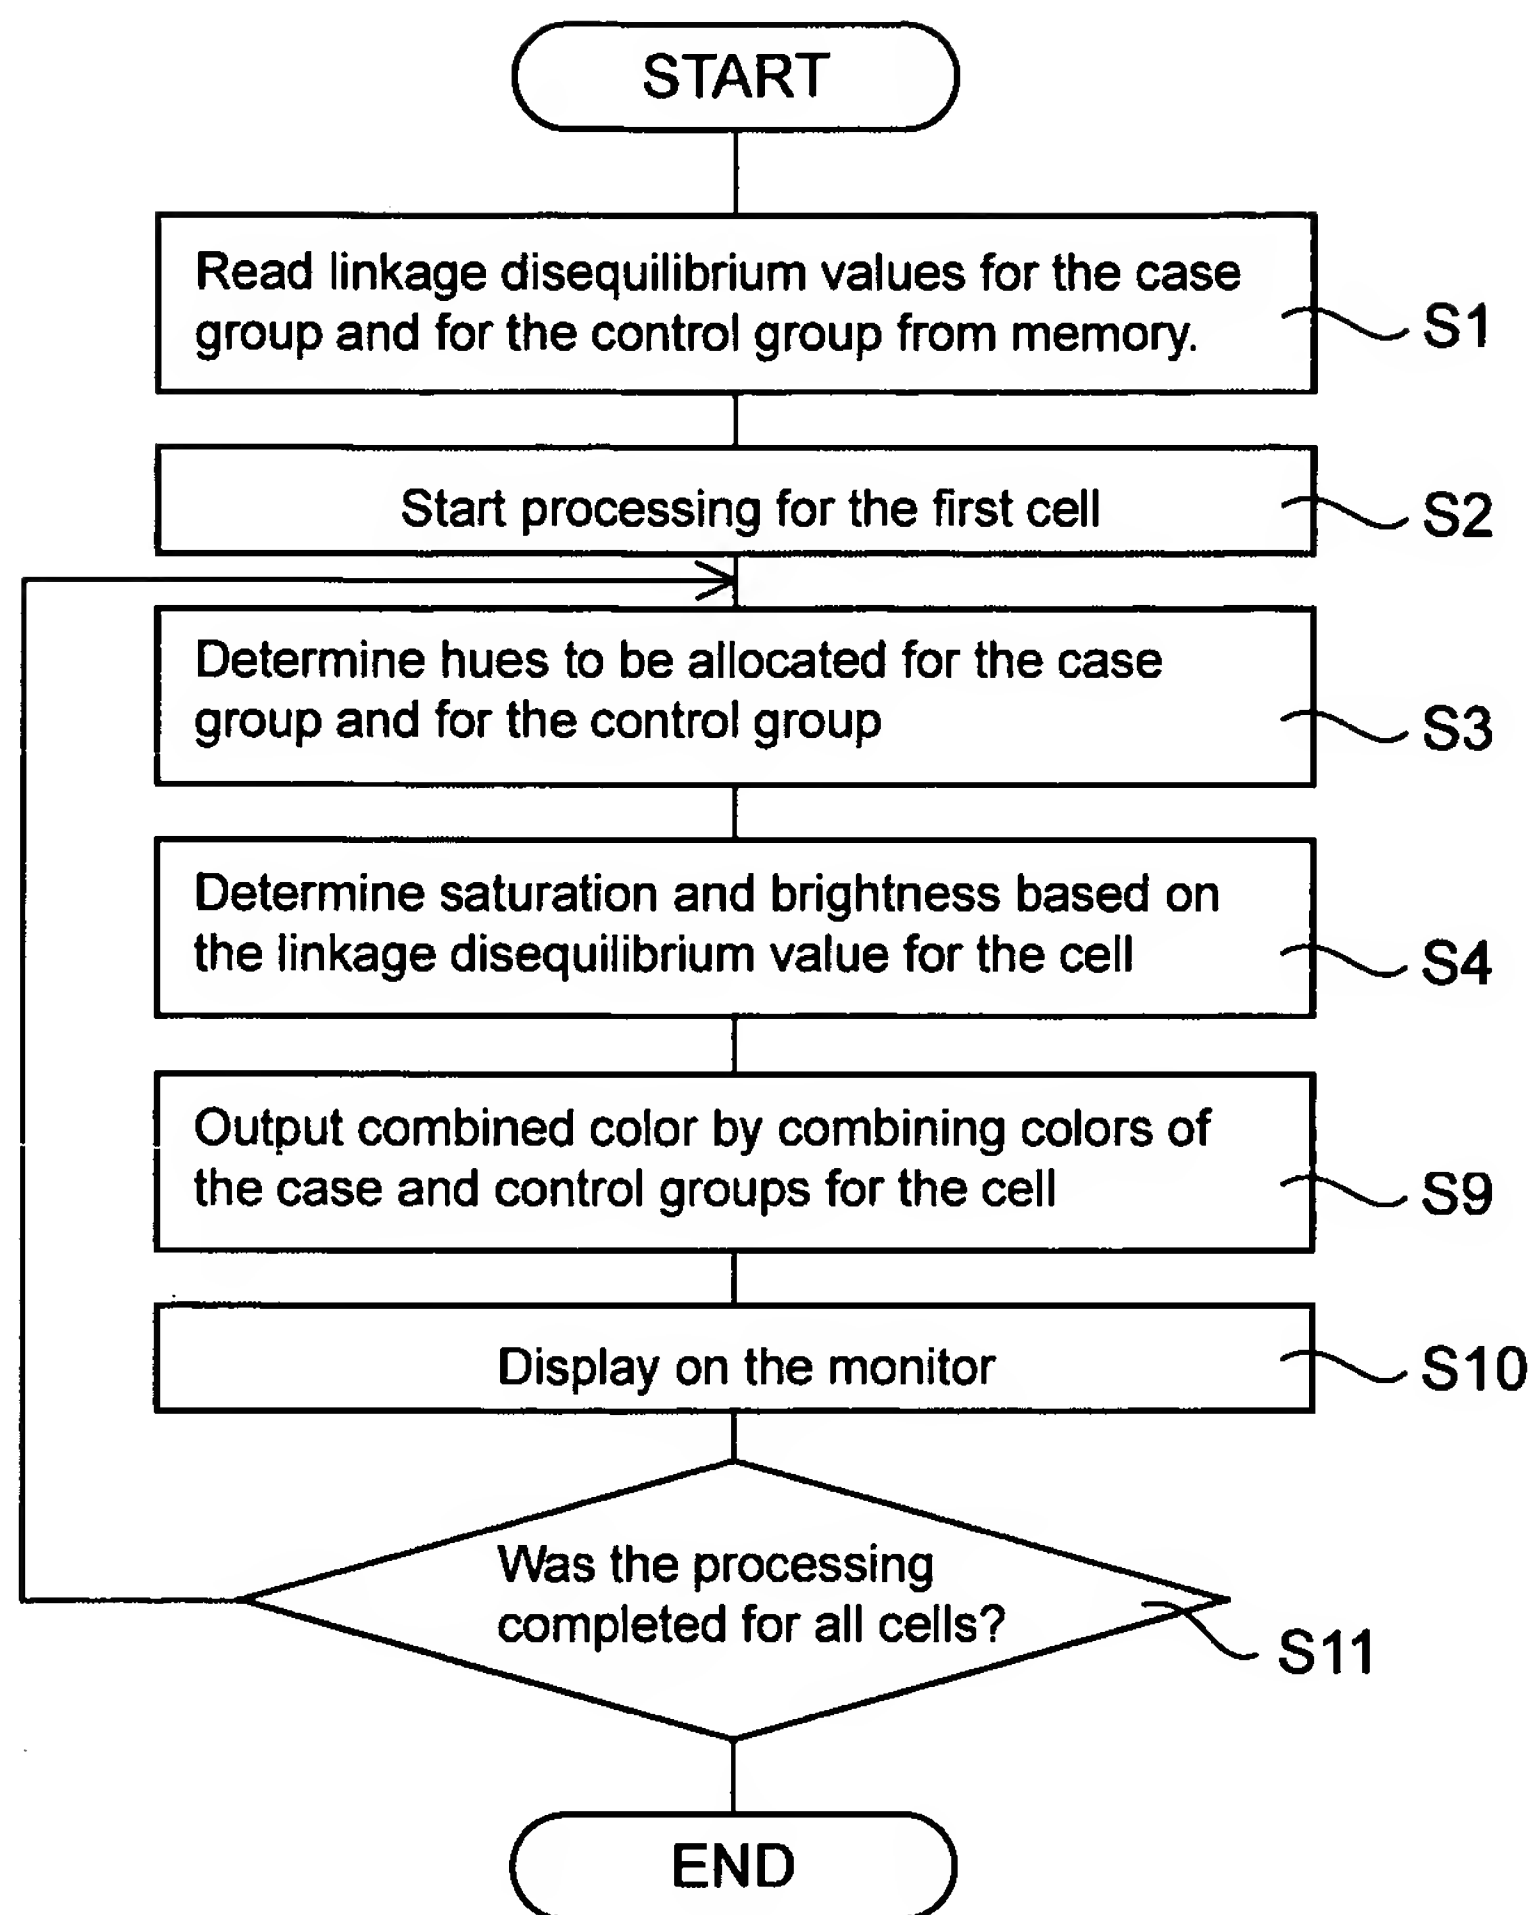 START
Read linkage disequilibrium values for the case
group and for the control group from memory.
S1
Start processing for the first cell
S2
Determine hues to be allocated for the case
group and for the control group
S3
Determine saturation and brightness based on
the linkage disequilibrium value for the cell
S4
Output combined color by combining colors of
the case and control groups for the cell
S9
Display on the monitor
S10
Was the processing
completed for all cells?
S11
END